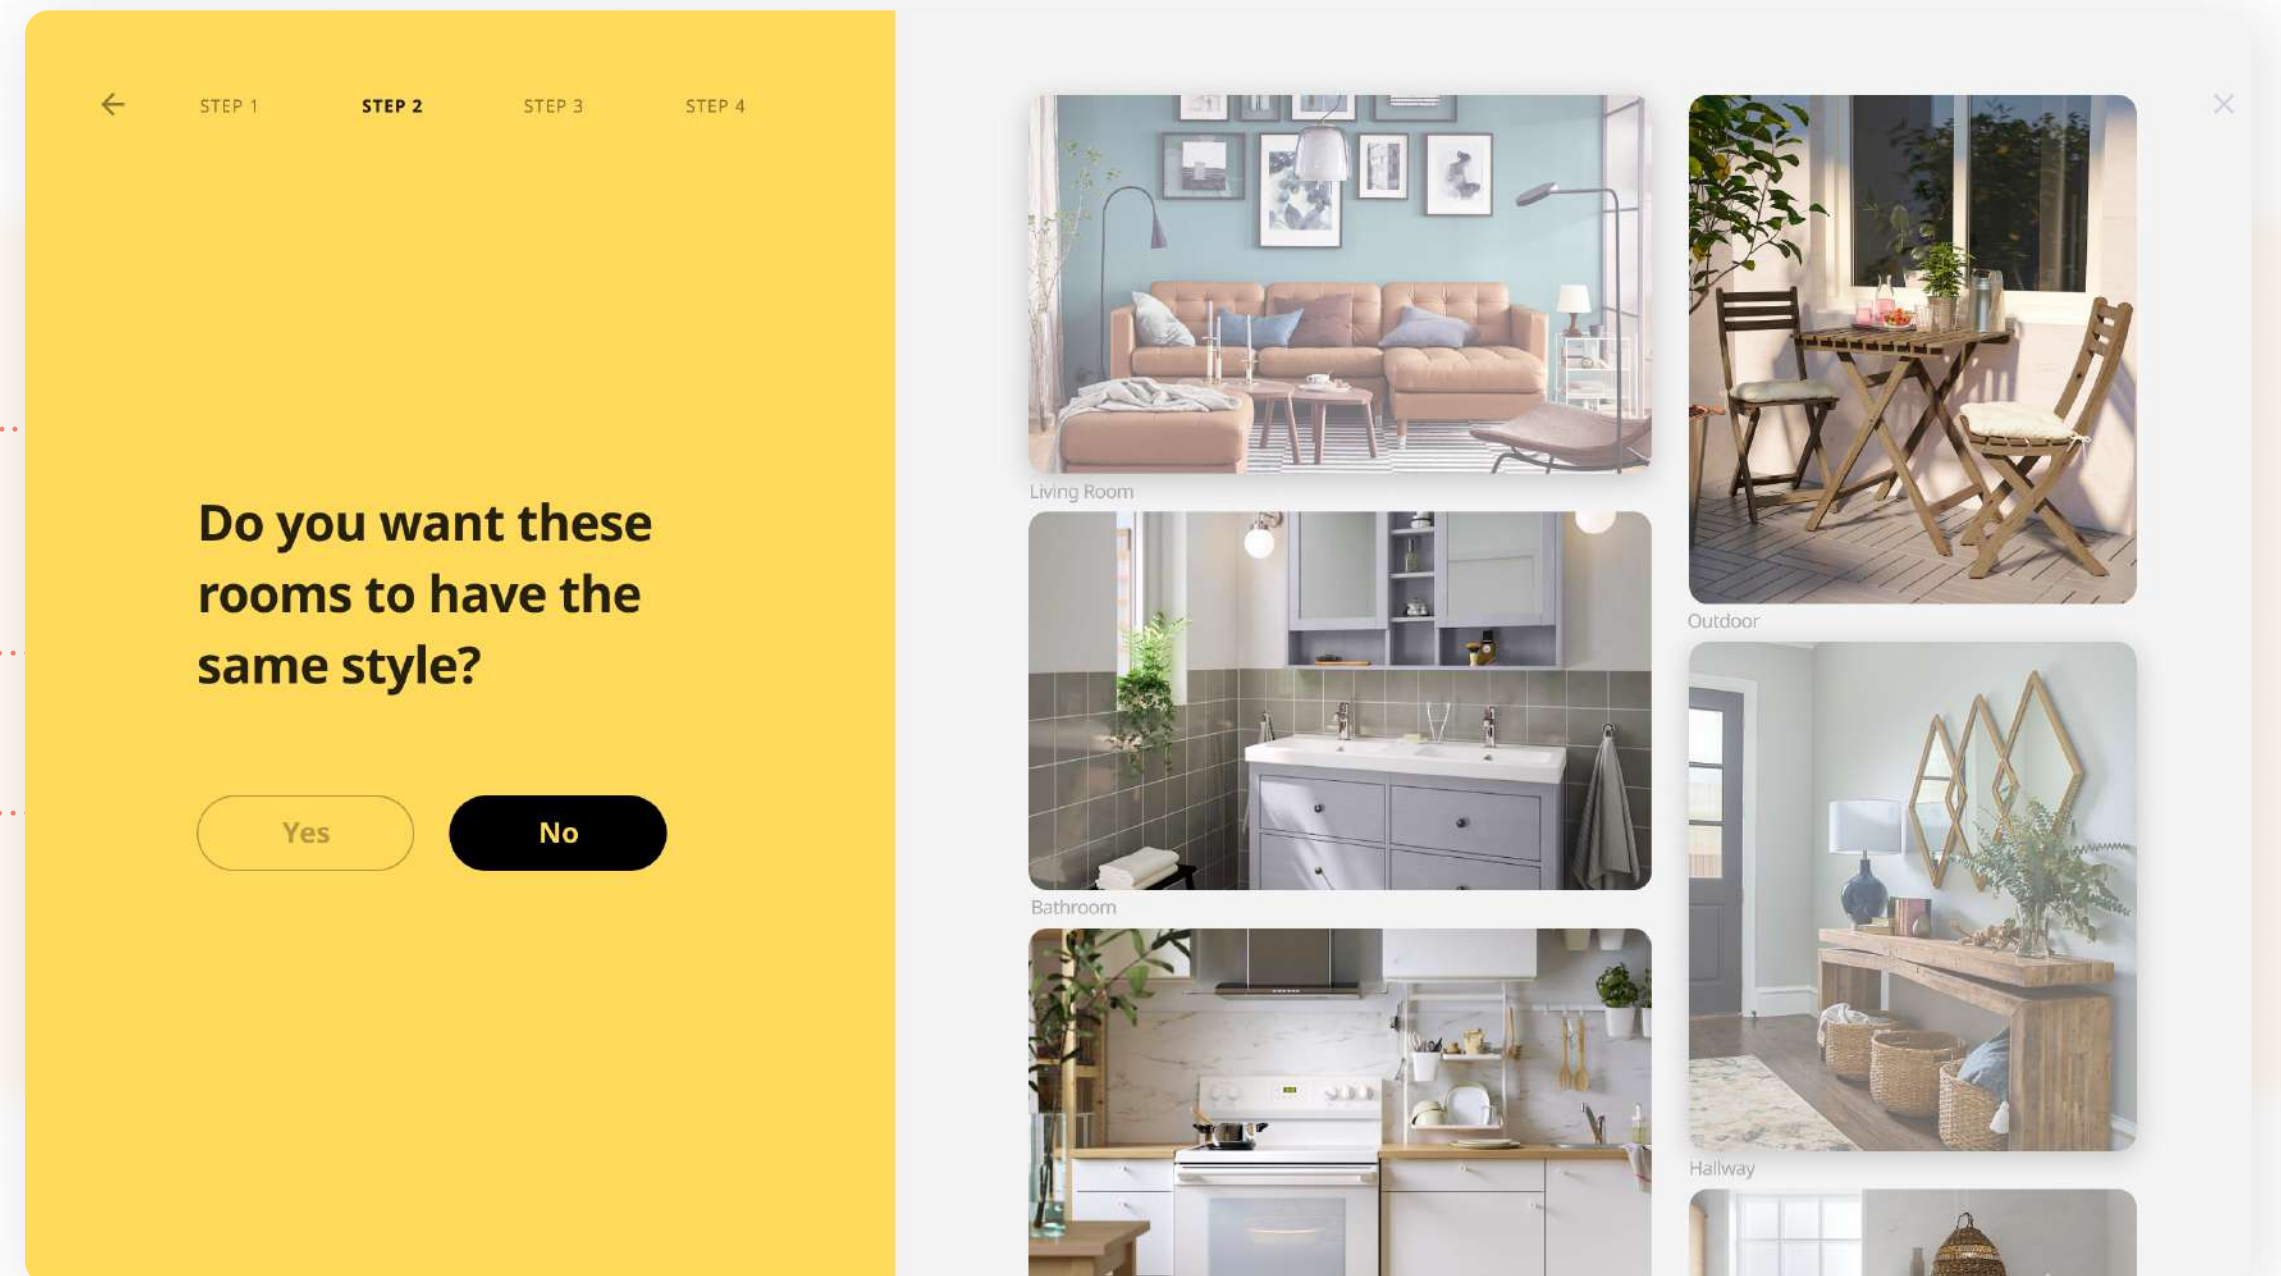 STEP 1
STEP 2
STEP 3
STEP 4
Do you want these
rooms to have the
same style?
Yes
No
Living Room
Outdoor
Bathroom
Hallway